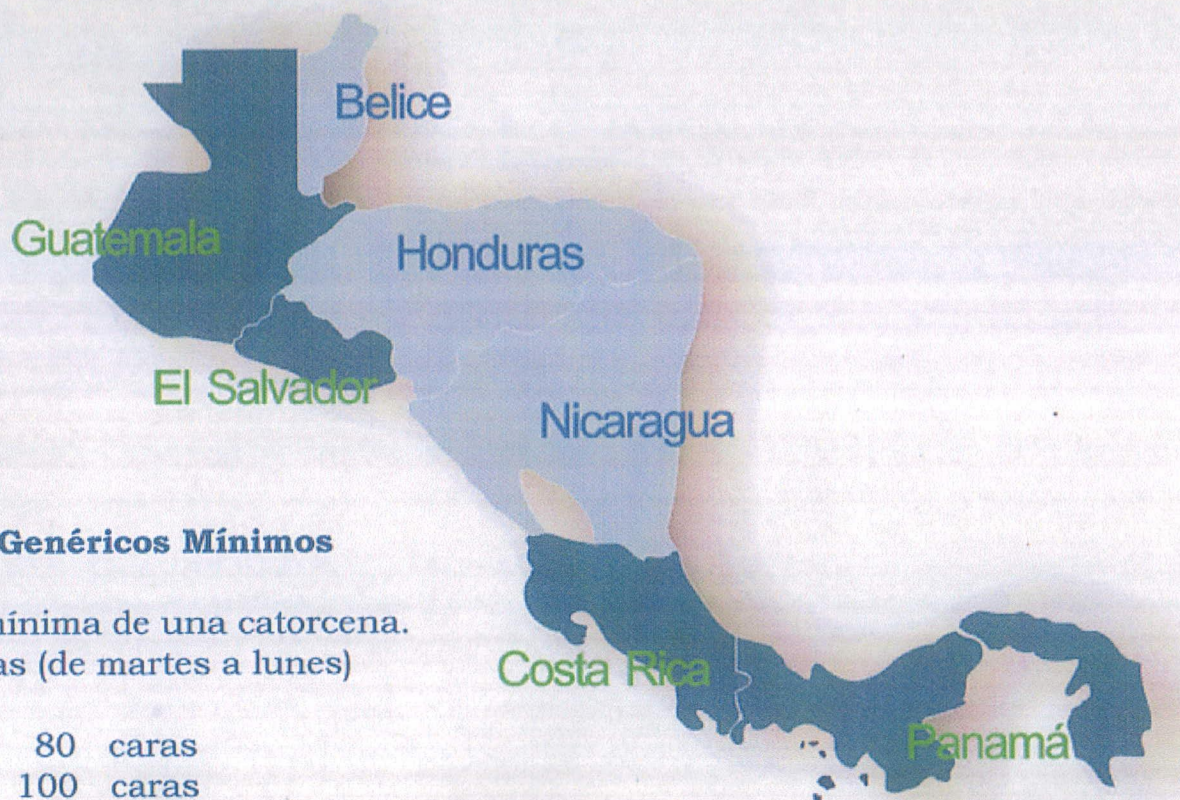 Belice
Guatemala
Honduras
El Salvador
Nicaragua
Genéricos Mínimos
mínima de una catorcena.
as (de martes a lunes)
Costa Rica
80 caras
Panamá
100 caras